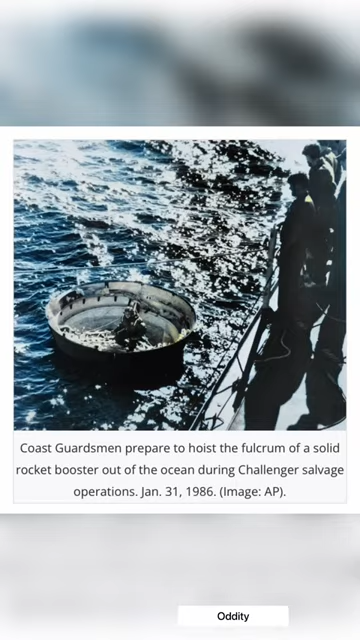 Coast Guardsmen prepare to hoist the fulcrum of a solid
rocket booster out of the ocean during Challenger salvage
operations. Jan. 31, 1986. (Image: AP).
Oddity